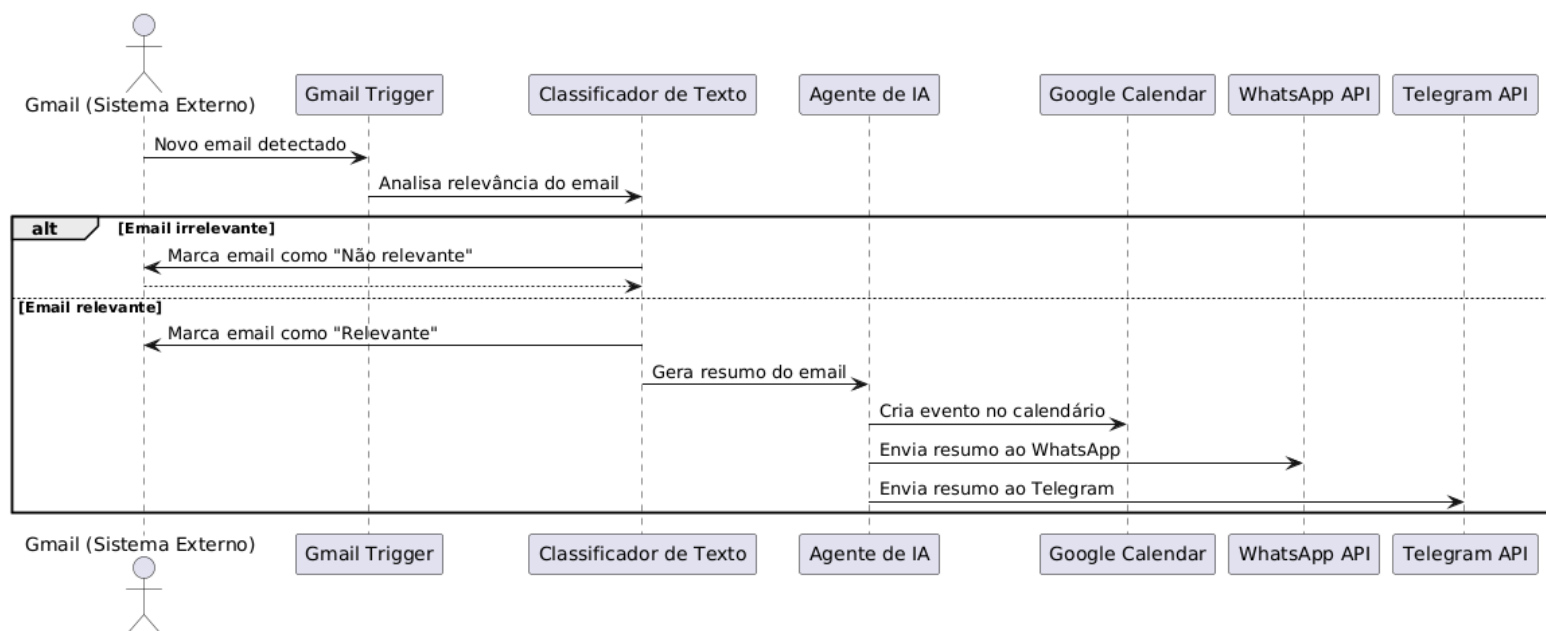 Gmail (Sistema Externo)
Gmail Trigger
Classificador de Texto
Agente de IA
Google Calendar
WhatsApp API
Telegram API
Novo email detectado
Analisa relevância do email
alt
[Email irrelevante]
Marca email como "Não relevante"
[Email relevante]
Marca email como "Relevante"
Gera resumo do email
Cria evento no calendário
Envia resumo ao WhatsApp
Envia resumo ao Telegram
Gmail (Sistema Externo)
Gmail Trigger
Classificador de Texto
Agente de IA
Google Calendar
WhatsApp API
Telegram API